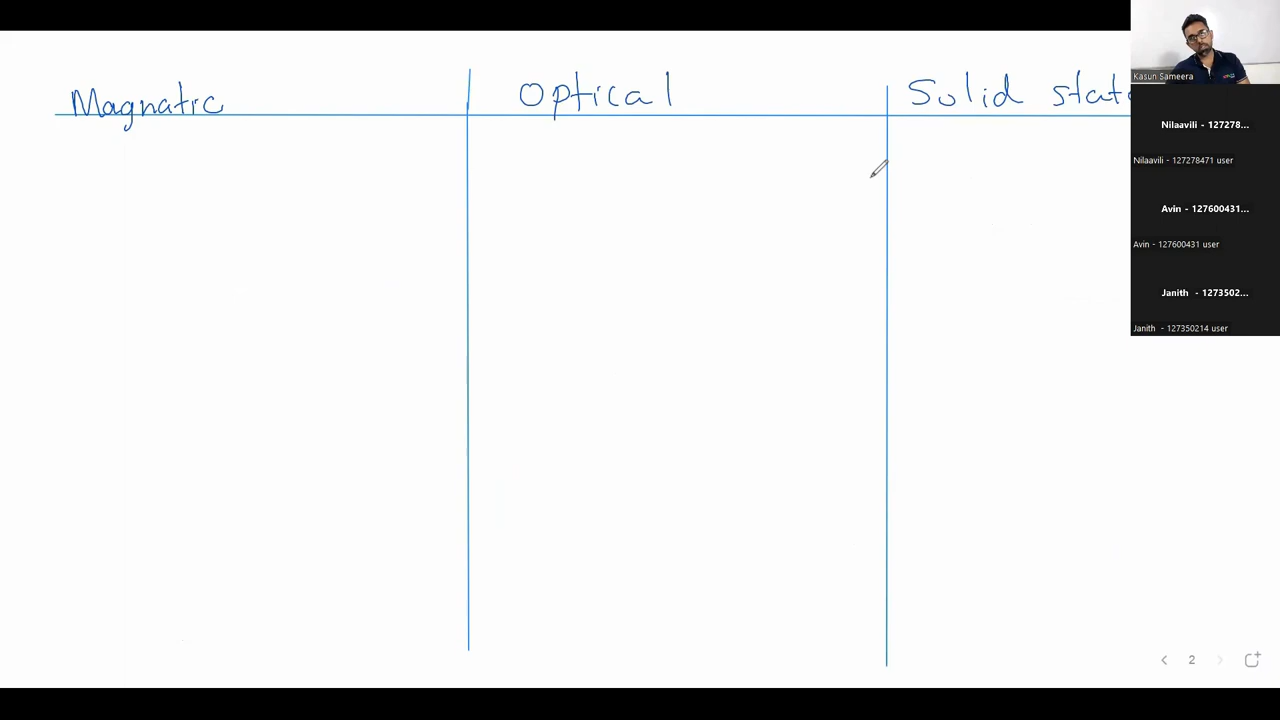 Magnatic
Optical
Solid stat
Kasun Sameera
Nilaavili - 127278...
Nilaavili - 127278471 user
Avin - 127600431...
Avin - 127600431 user
Janith - 1273502...
Janith - 127350214 user
2